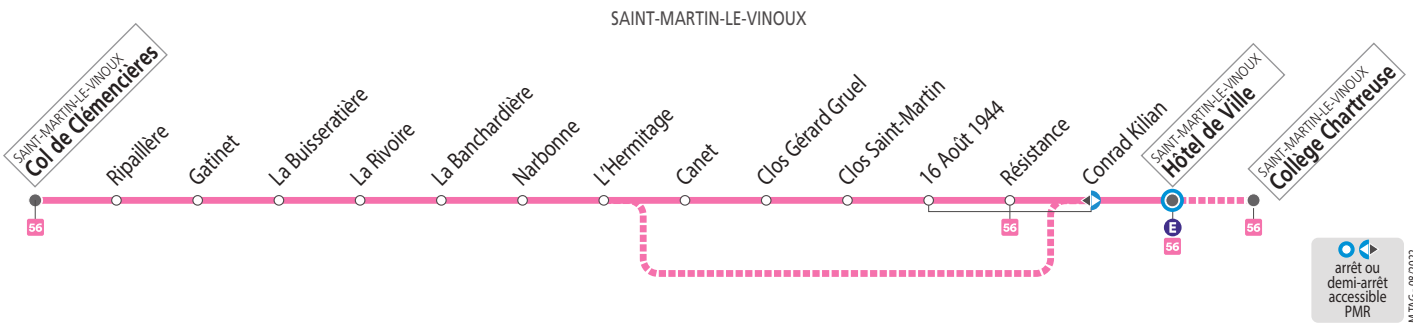 SAINT-MARTIN-LE-VINOUX
SAINT-MARTIN-LE-VINOUX
Col de Clémencières
Ripaillère
Gatinet
La Buisseratière
La Rivoire
La Banchardière
Narbonne
L'Hermitage
Canet
Clos Gérard Gruel
Clos Saint-Martin
16 Août 1944
Résistance
Conrad Kilian
SAINT-MARTIN-LE-VINOUX
Hôtel de Ville
SAINT-MARTIN-LE-VINOUX
Collège Chartreuse
56
56
E
56
56
arrêt ou
demi-arrêt
accessible
PMR
M TAG - 08/2022